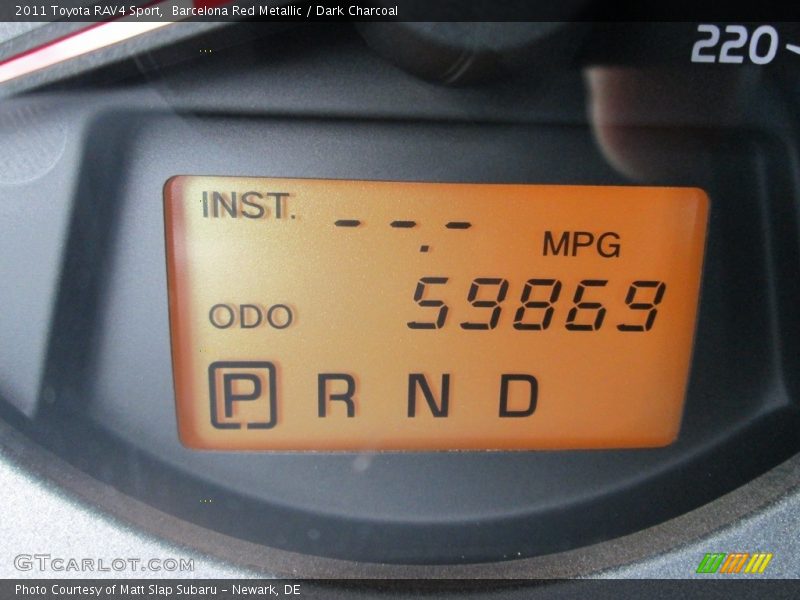 2011 Toyota RAV4 Sport,  Barcelona Red Metallic / Dark Charcoal
220
INST. --.- MPG
ODO 59869
P R N D
GTCARLOT.COM
Photo Courtesy of Matt Slap Subaru - Newark, DE